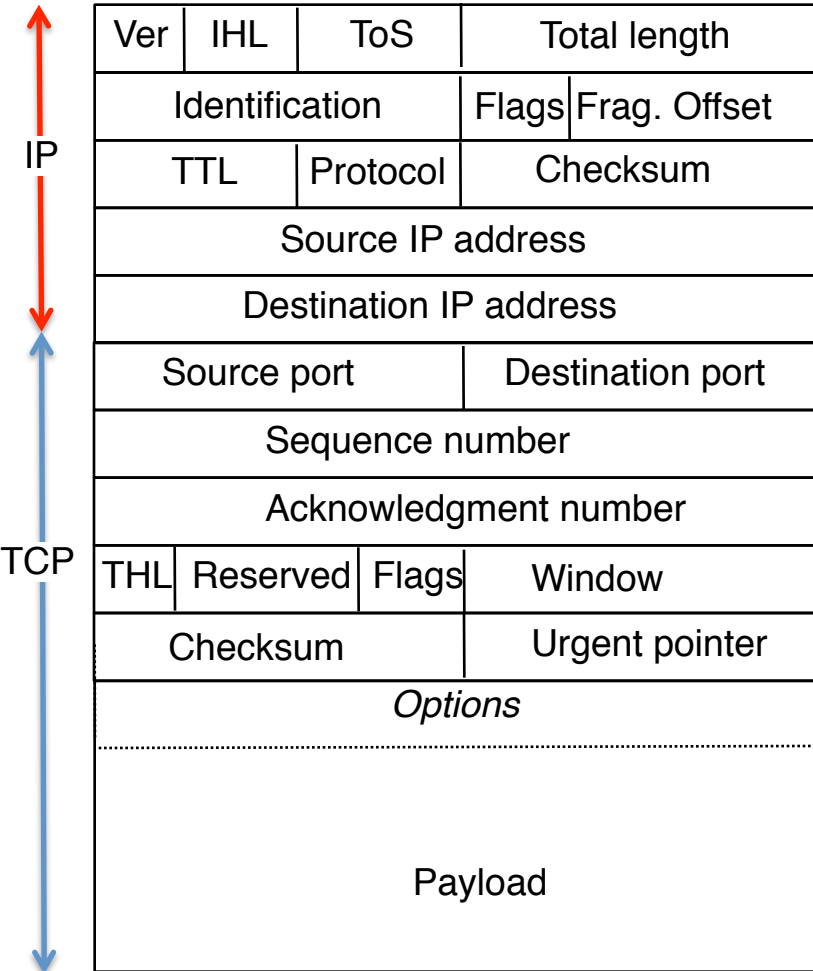 Ver IHL ToS Total length
Identification Flags Frag. Offset
IP
TTL Protocol Checksum
Source IP address
Destination IP address
Source port Destination port
Sequence number
Acknowledgment number
TCP
THL Reserved Flags Window
Checksum Urgent pointer
Options
Payload